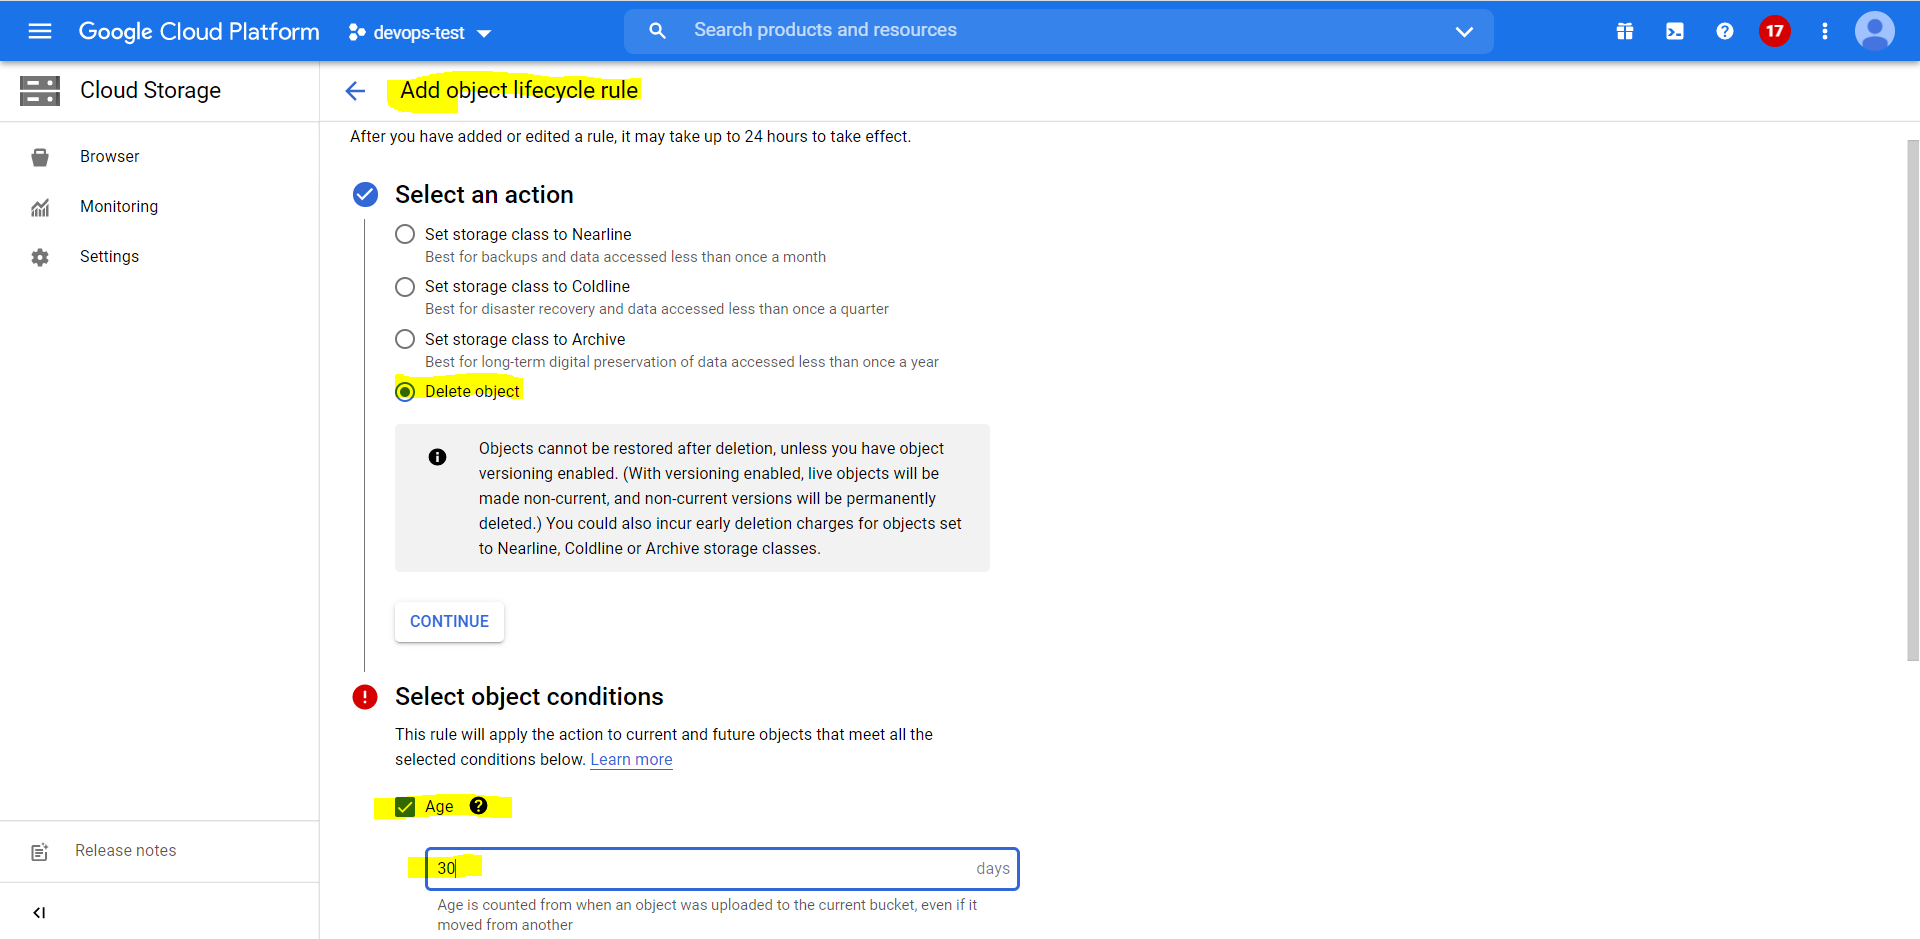 Google Cloud Platform
devops-test
Search products and resources
17
Cloud Storage
Add object lifecycle rule
Browser
Monitoring
Settings
After you have added or edited a rule, it may take up to 24 hours to take effect.
Select an action
Set storage class to Nearline
Best for backups and data accessed less than once a month
Set storage class to Coldline
Best for disaster recovery and data accessed less than once a quarter
Set storage class to Archive
Best for long-term digital preservation of data accessed less than once a year
Delete object
Objects cannot be restored after deletion, unless you have object
versioning enabled. (With versioning enabled, live objects will be
made non-current, and non-current versions will be permanently
deleted.) You could also incur early deletion charges for objects set
to Nearline, Coldline or Archive storage classes.
CONTINUE
Select object conditions
This rule will apply the action to current and future objects that meet all the
selected conditions below. Learn more
Age
30 days
Age is counted from when an object was uploaded to the current bucket, even if it
moved from another
Release notes